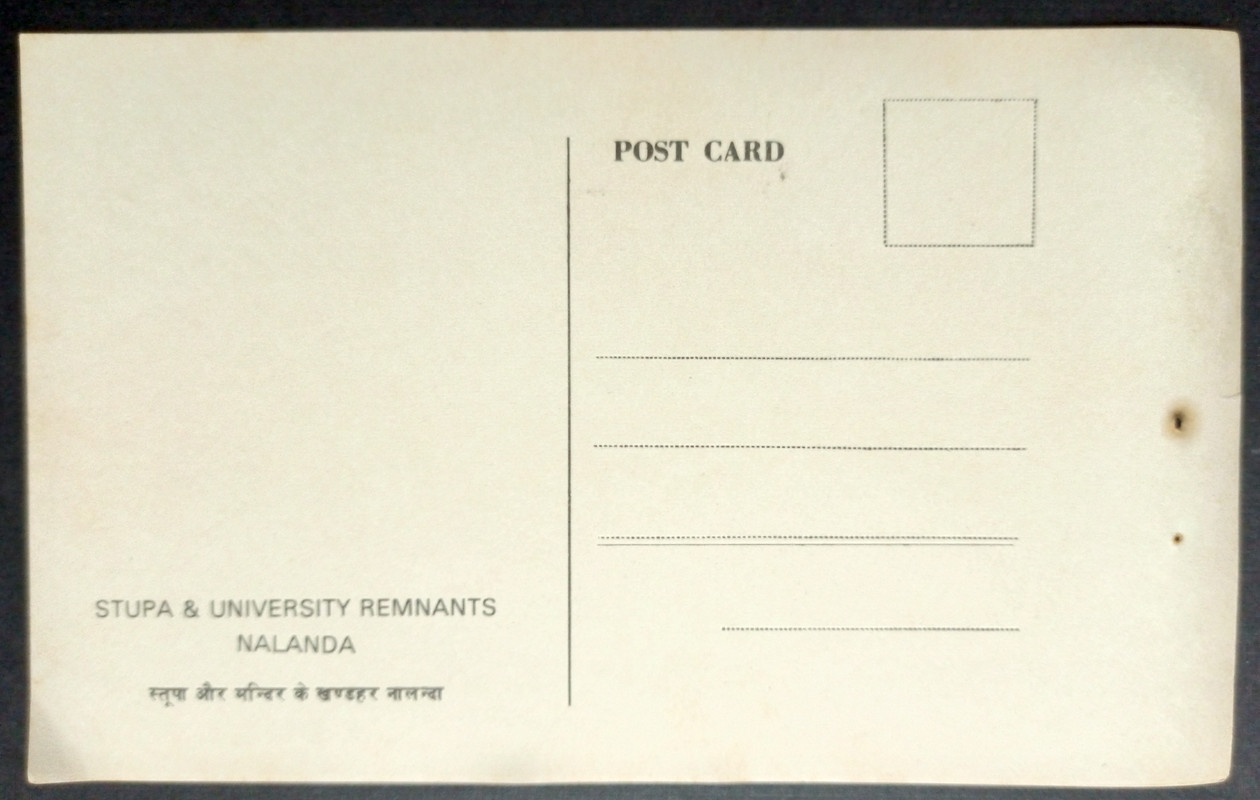 POST CARD
STUPA & UNIVERSITY REMNANTS
NALANDA
स्तूपा और मन्दिर के खण्डहर नालन्दा